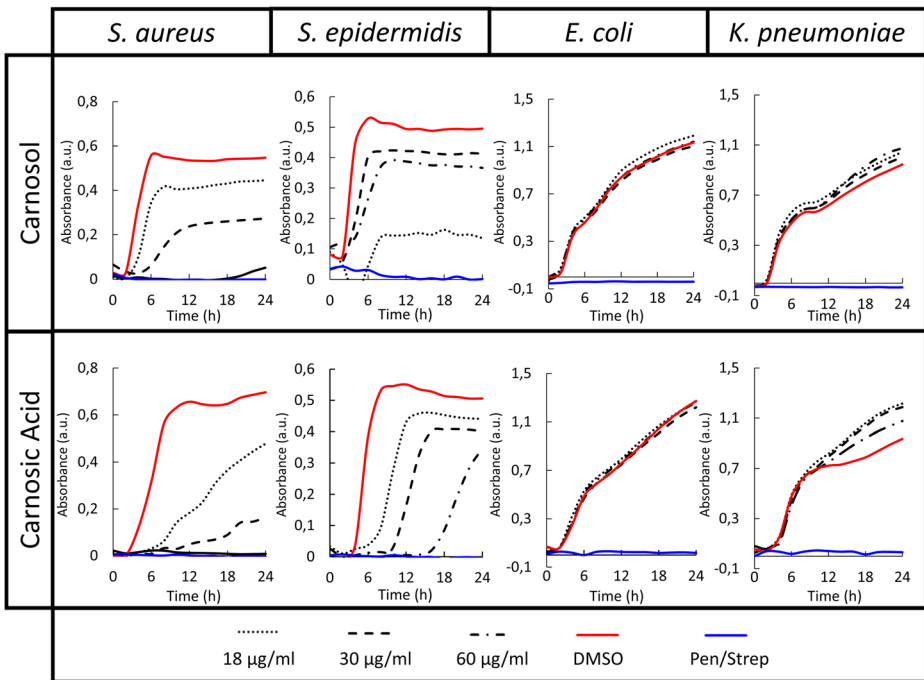 S. aureus
S. epidermidis
E. coli
K. pneumoniae
Carnosol
Absorbance (a.u.)
0,8
0,6
0,4
0,2
0
0 6 12 18 24
Time (h)
Absorbance (a.u.)
0,6
0,5
0,4
0,3
0,2
0,1
0
0 6 12 18 24
Time (h)
Absorbance (a.u.)
1,5
1,1
0,7
0,3
-0,1
0 6 12 18 24
Time (h)
Absorbance (a.u.)
1,5
1,1
0,7
0,3
-0,1
0 6 12 18 24
Time (h)
Carnosic Acid
Absorbance (a.u.)
0,8
0,6
0,4
0,2
0
0 6 12 18 24
Time (h)
Absorbance (a.u.)
0,6
0,5
0,4
0,3
0,2
0,1
0
0 6 12 18 24
Time (h)
Absorbance (a.u.)
1,5
1,1
0,7
0,3
-0,1
0 6 12 18 24
Time (h)
Absorbance (a.u.)
1,5
1,1
0,7
0,3
-0,1
0 6 12 18 24
Time (h)
18 µg/ml
30 µg/ml
60 µg/ml
DMSO
Pen/Strep